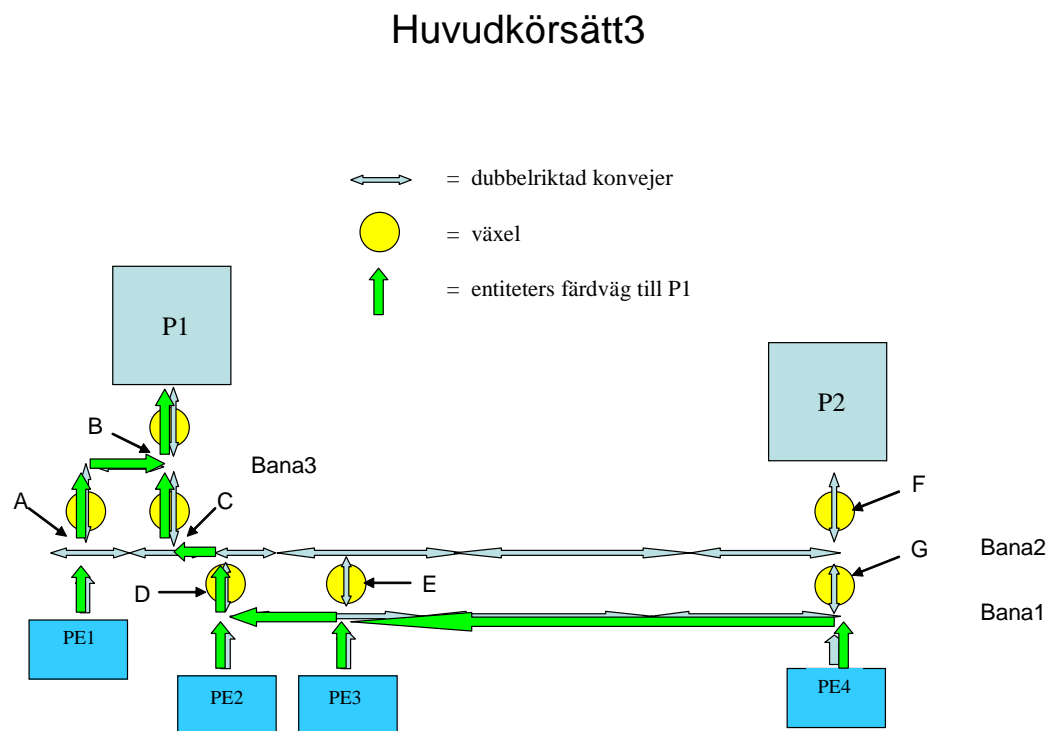 Huvudkörsätt3
= dubbelriktad konvejer
= växel
= entiteters färdväg till P1
P1
P2
B
Bana3
A
C
F
G
Bana2
D
E
Bana1
PE1
PE2
PE3
PE4